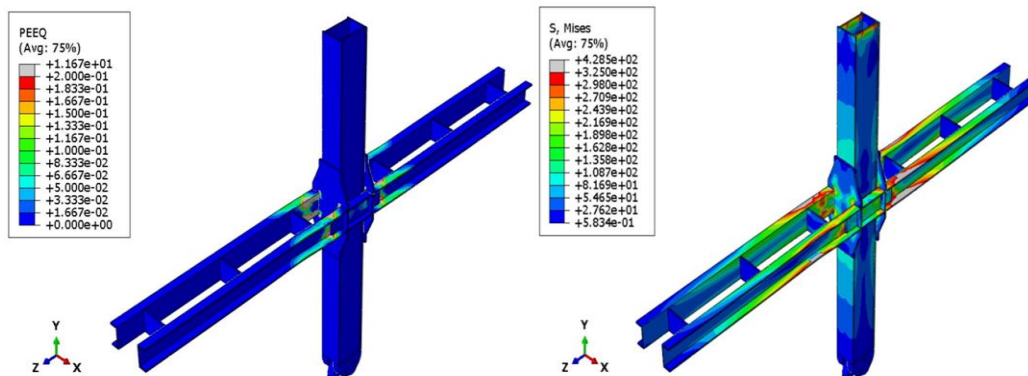 PEEQ
(Avg: 75%)
+1.167e+01
+2.000e-01
+1.833e-01
+1.667e-01
+1.500e-01
+1.333e-01
+1.167e-01
+1.000e-01
+8.333e-02
+6.667e-02
+5.000e-02
+3.333e-02
+1.667e-02
+0.000e+00
Y
Z
X
S, Mises
(Avg: 75%)
+4.285e+02
+3.250e+02
+2.980e+02
+2.709e+02
+2.439e+02
+2.169e+02
+1.898e+02
+1.628e+02
+1.358e+02
+1.087e+02
+8.169e+01
+5.465e+01
+2.762e+01
+5.834e-01
Y
Z
X